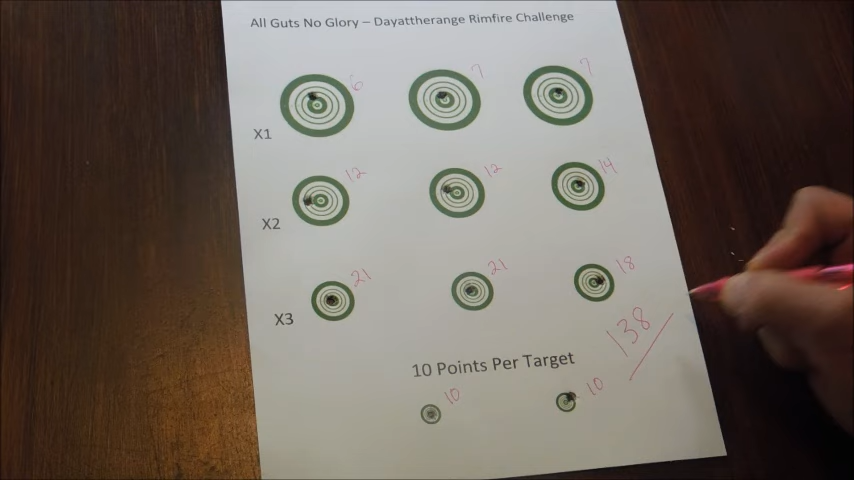 All Guts No Glory – Dayattherange Rimfire Challenge
6 7 7
X1
12 12 14
X2
21 21 18
X3
138
10 Points Per Target
10 10